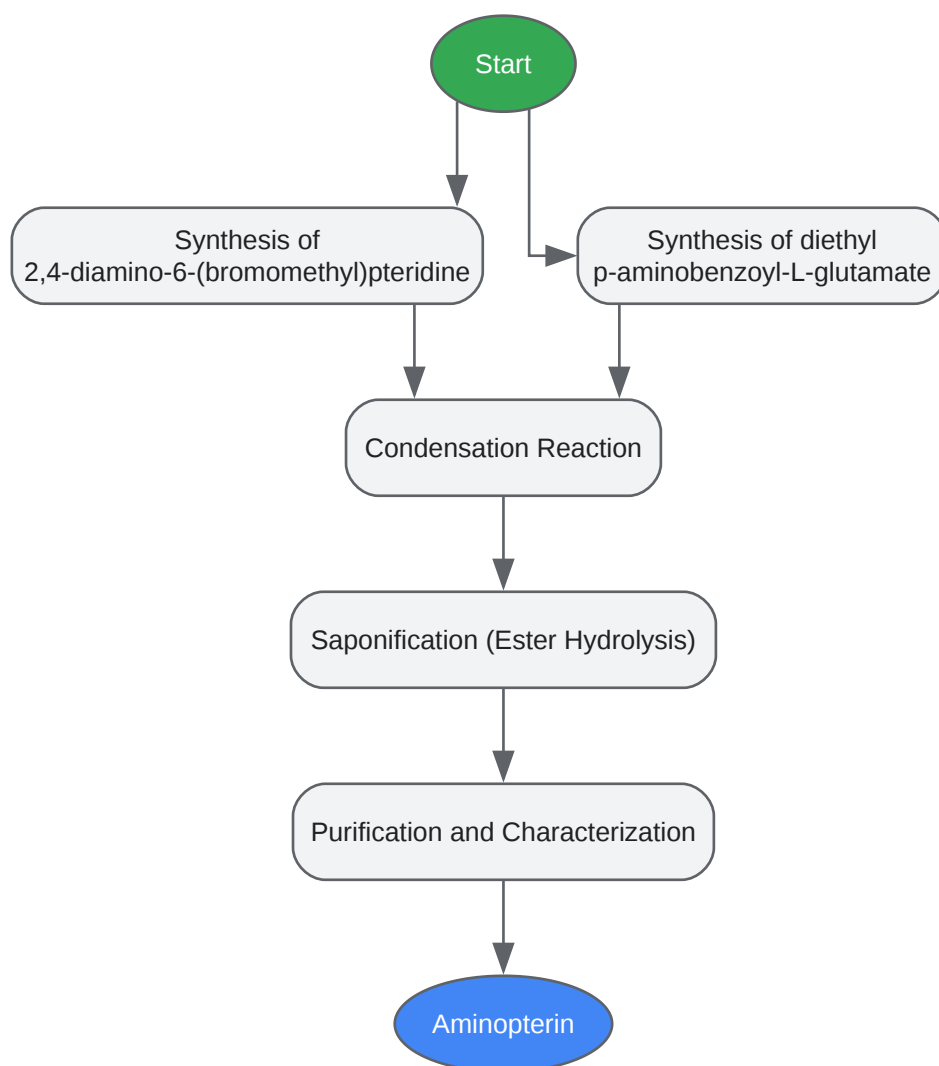 Start
Synthesis of
2,4-diamino-6-(bromomethyl)pteridine
Synthesis of diethyl
p-aminobenzoyl-L-glutamate
Condensation Reaction
Saponification (Ester Hydrolysis)
Purification and Characterization
Aminopterin